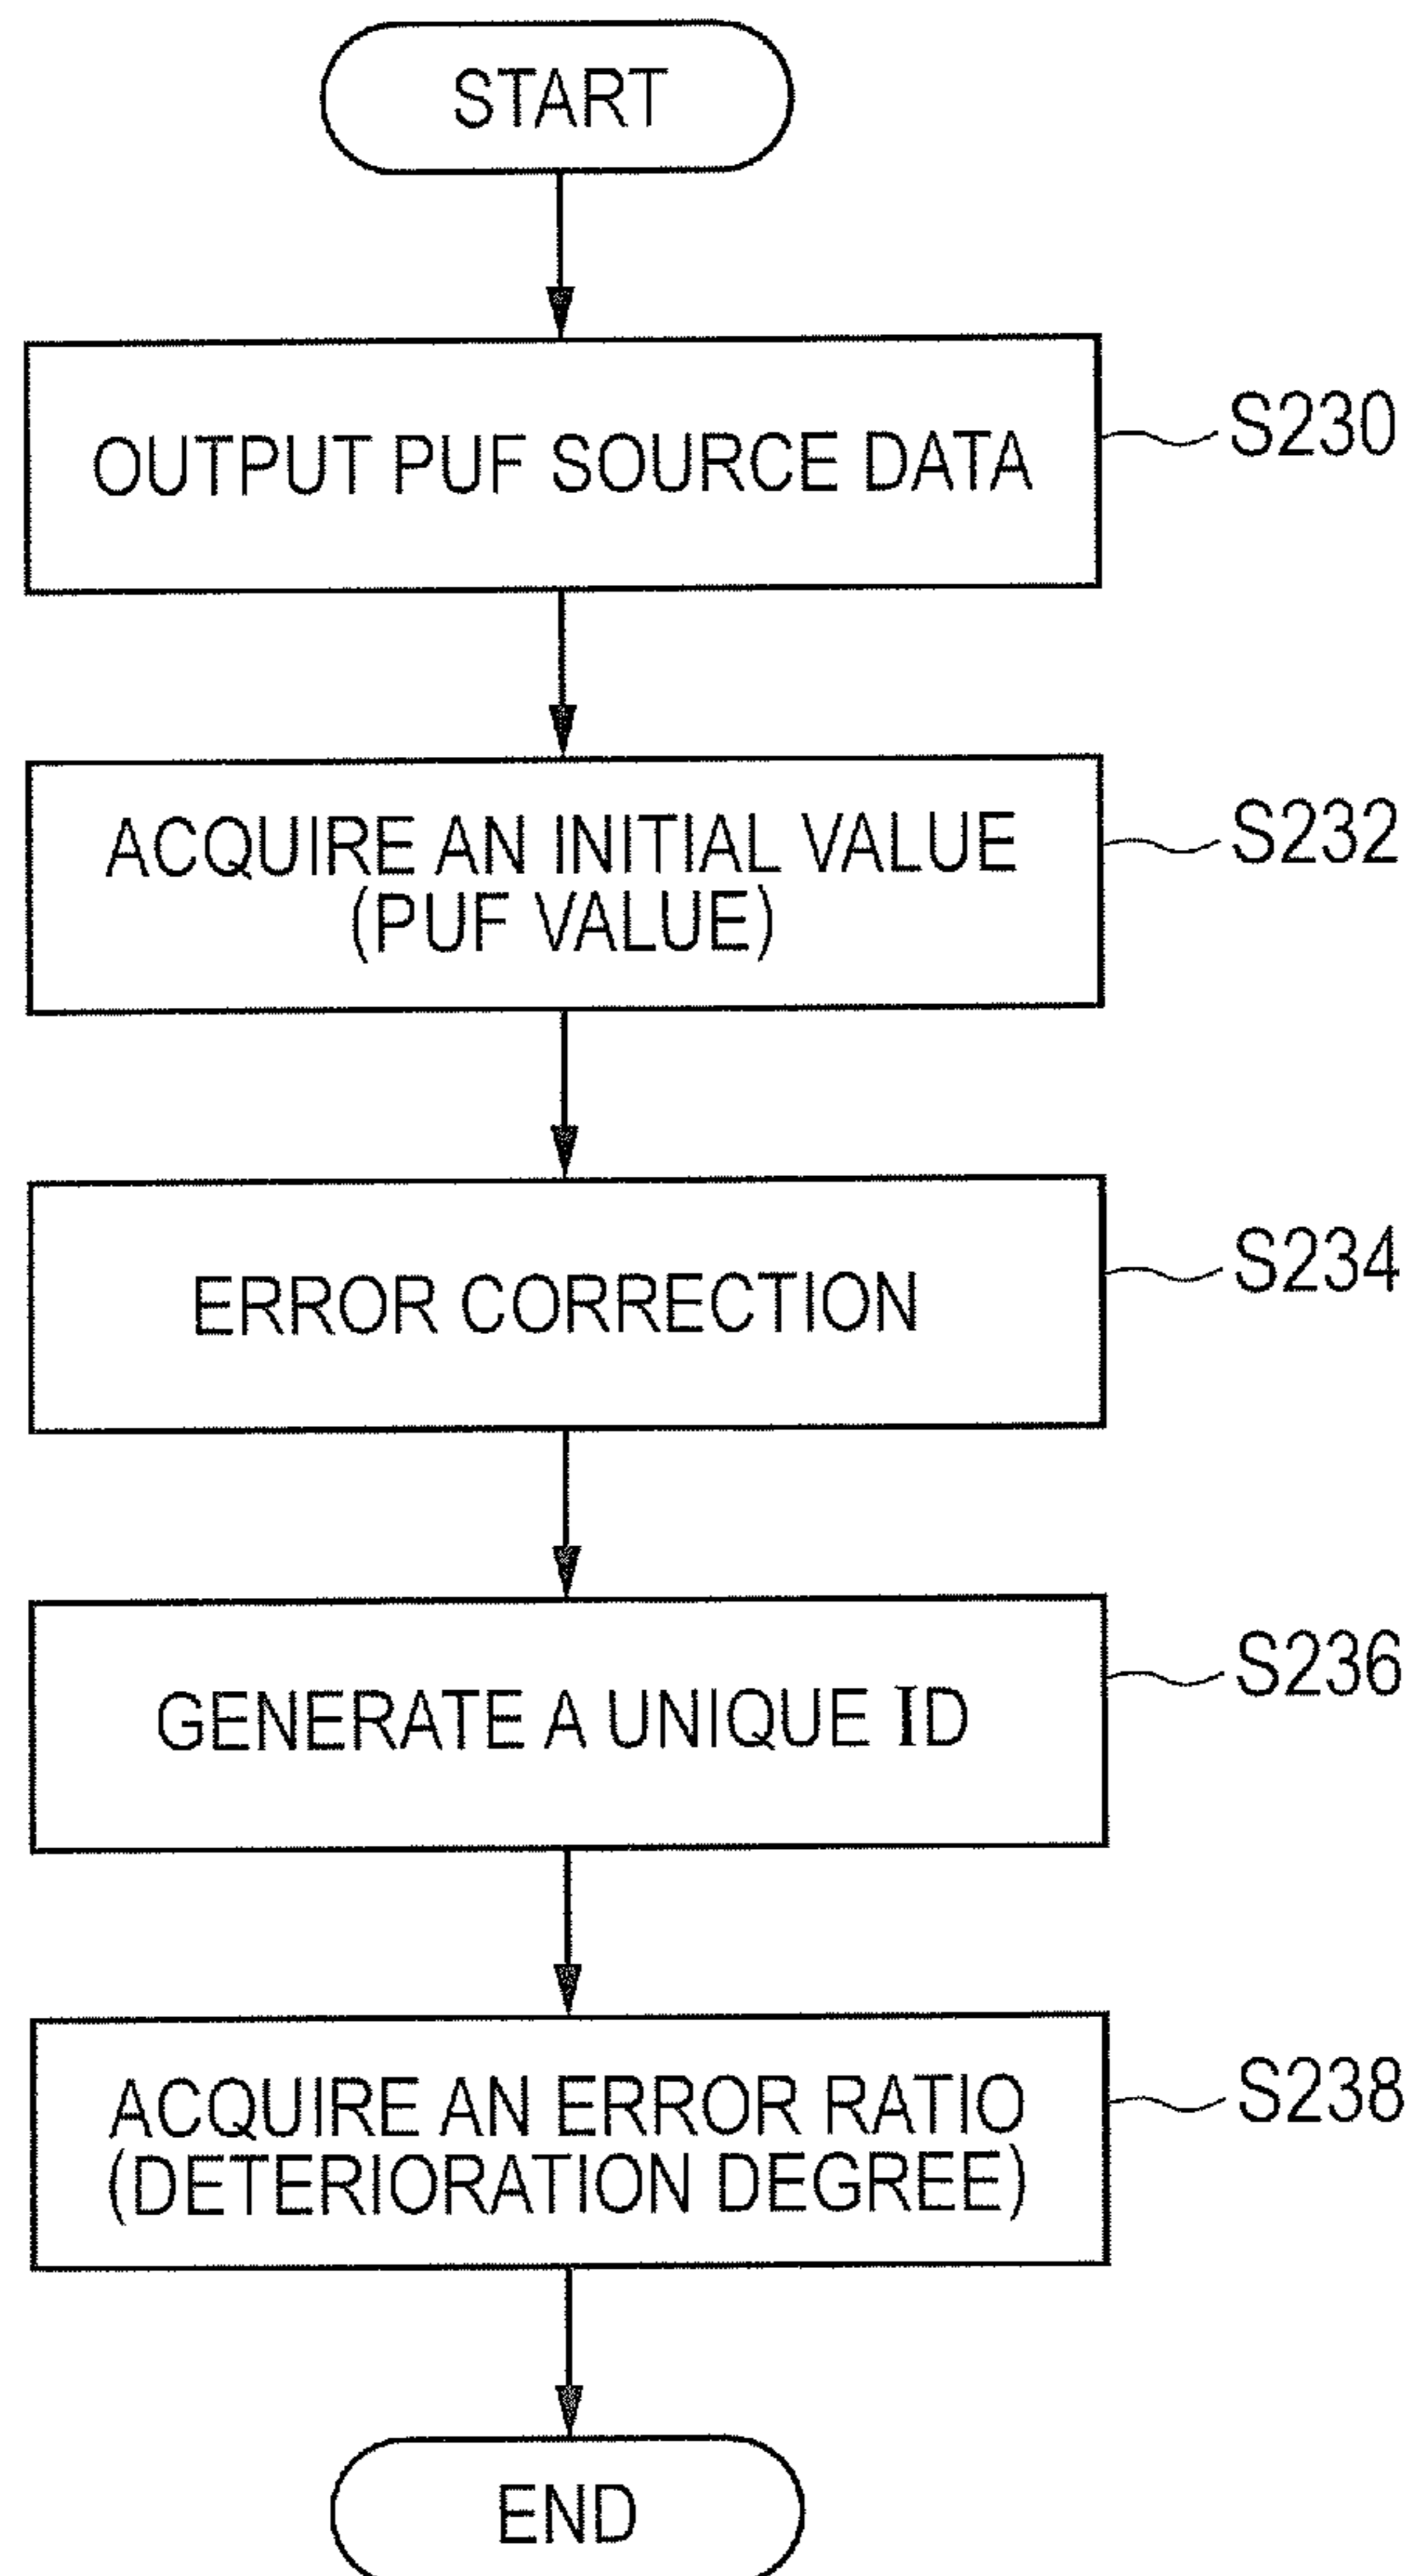 START
OUTPUT PUF SOURCE DATA
S230
ACQUIRE AN INITIAL VALUE
(PUF VALUE)
S232
ERROR CORRECTION
S234
GENERATE A UNIQUE ID
S236
ACQUIRE AN ERROR RATIO
(DETERIORATION DEGREE)
S238
END